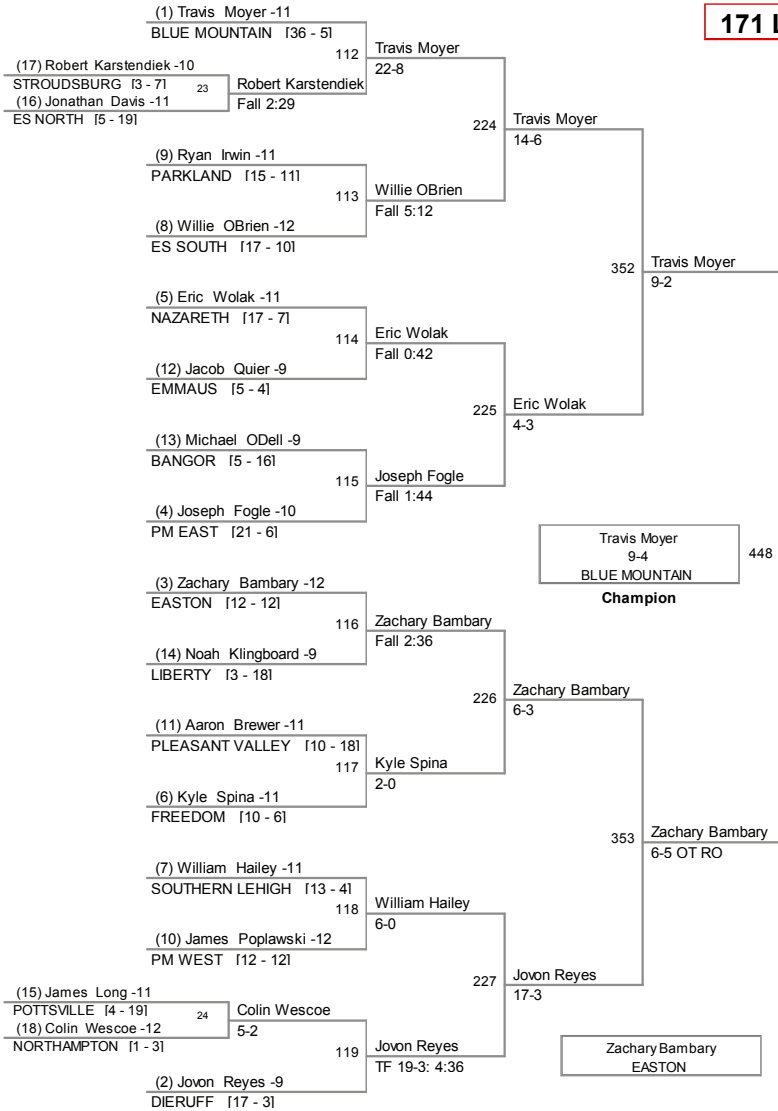 (1) Travis Moyer -11
171 L
BLUE MOUNTAIN [36 - 5]
112
Travis Moyer
22-8
(17) Robert Karstendiek -10
STROUDSBURG [3 - 7]
23
Robert Karstendiek
Fall 2:29
(16) Jonathan Davis -11
ES NORTH [5 - 19]
224
Travis Moyer
14-6
(9) Ryan Irwin -11
PARKLAND [15 - 11]
113
Willie OBrien
Fall 5:12
(8) Willie OBrien -12
ES SOUTH [17 - 10]
352
Travis Moyer
9-2
(5) Eric Wolak -11
NAZARETH [17 - 7]
114
Eric Wolak
Fall 0:42
(12) Jacob Quier -9
EMMAUS [5 - 4]
225
Eric Wolak
4-3
(13) Michael ODell -9
BANGOR [5 - 16]
115
Joseph Fogle
Fall 1:44
(4) Joseph Fogle -10
PM EAST [21 - 6]
Travis Moyer
9-4
BLUE MOUNTAIN
448
Champion
(3) Zachary Bambary -12
EASTON [12 - 12]
116
Zachary Bambary
Fall 2:36
(14) Noah Klingboard -9
LIBERTY [3 - 18]
226
Zachary Bambary
6-3
(11) Aaron Brewer -11
PLEASANT VALLEY [10 - 18]
117
Kyle Spina
2-0
(6) Kyle Spina -11
FREEDOM [10 - 6]
353
Zachary Bambary
6-5 OT RO
(7) William Hailey -11
SOUTHERN LEHIGH [13 - 4]
118
William Hailey
6-0
(10) James Poplawski -12
PM WEST [12 - 12]
227
Jovon Reyes
17-3
(15) James Long -11
POTTSVILLE [4 - 19]
24
Colin Wescoe
5-2
(18) Colin Wescoe -12
NORTHAMPTON [1 - 3]
119
Jovon Reyes
TF 19-3: 4:36
(2) Jovon Reyes -9
DIERUFF [17 - 3]
Zachary Bambary
EASTON